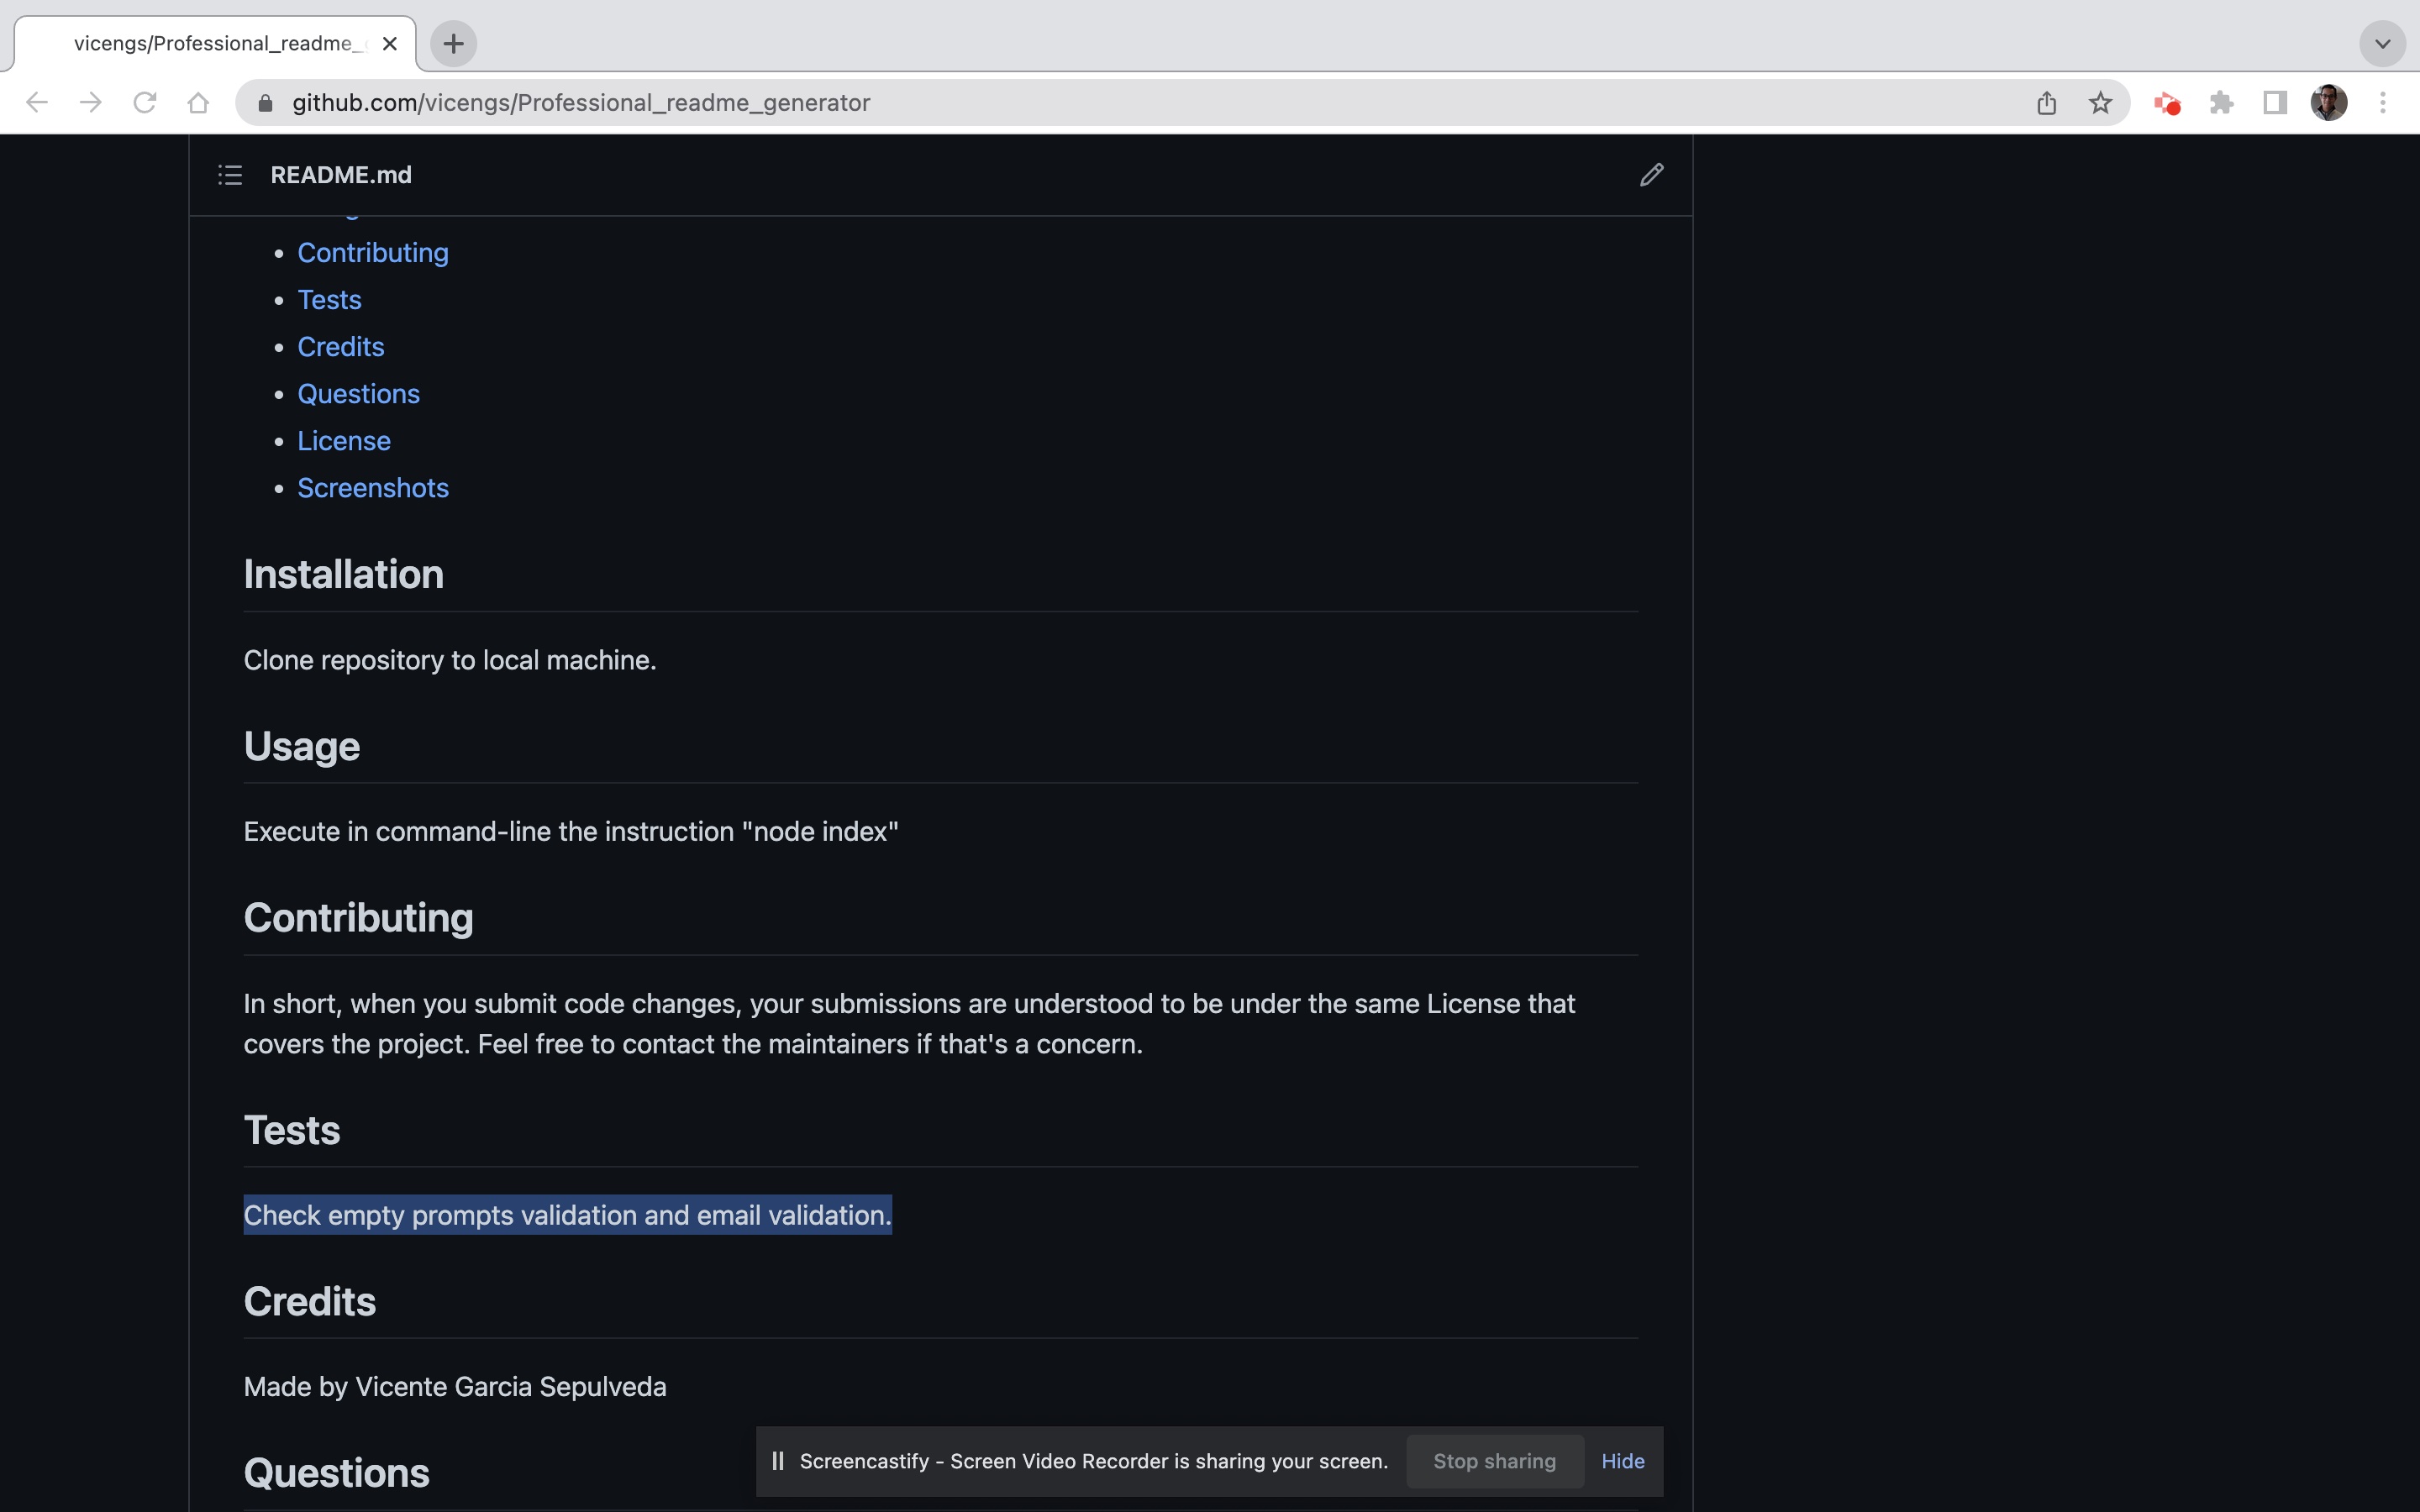 vicengs/Professional_readme_
github.com/vicengs/Professional_readme_generator
README.md
Contributing
Tests
Credits
Questions
License
Screenshots
Installation
Clone repository to local machine.
Usage
Execute in command-line the instruction "node index"
Contributing
In short, when you submit code changes, your submissions are understood to be under the same License that
covers the project. Feel free to contact the maintainers if that's a concern.
Tests
Check empty prompts validation and email validation.
Credits
Made by Vicente Garcia Sepulveda
Screencastify - Screen Video Recorder is sharing your screen. Stop sharing Hide
Questions